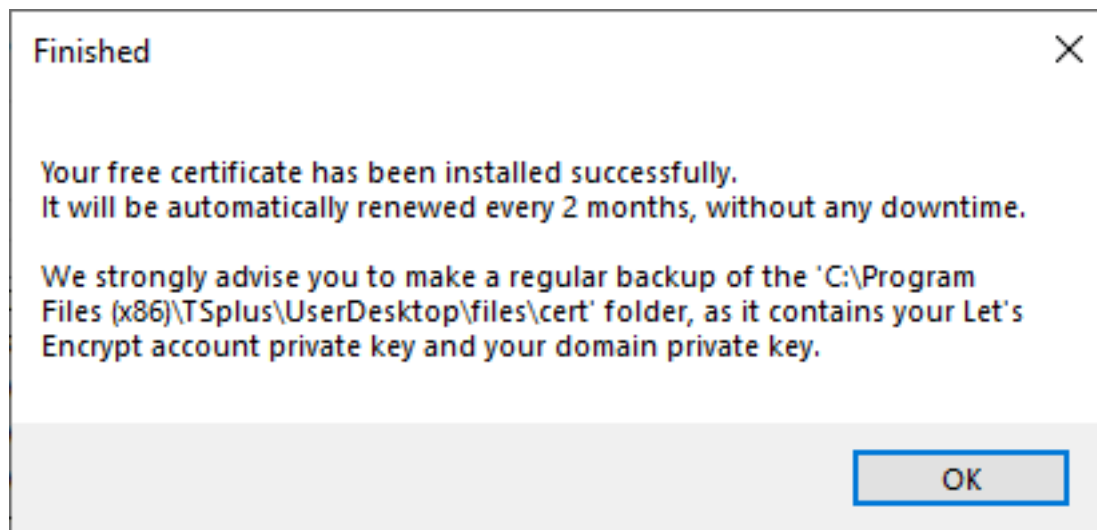 Finished
Your free certificate has been installed successfully.
It will be automatically renewed every 2 months, without any downtime.
We strongly advise you to make a regular backup of the 'C:\Program
Files (x86)\TSplus\UserDesktop\files\cert' folder, as it contains your Let's
Encrypt account private key and your domain private key.
OK